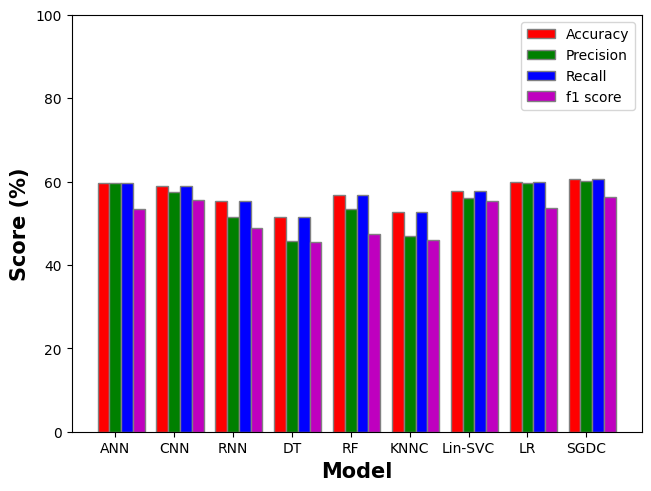 100
80
60
40
20
0
Score (%)
Accuracy
Precision
Recall
f1 score
ANN CNN RNN DT RF KNNC Lin-SVC LR SGDC
Model